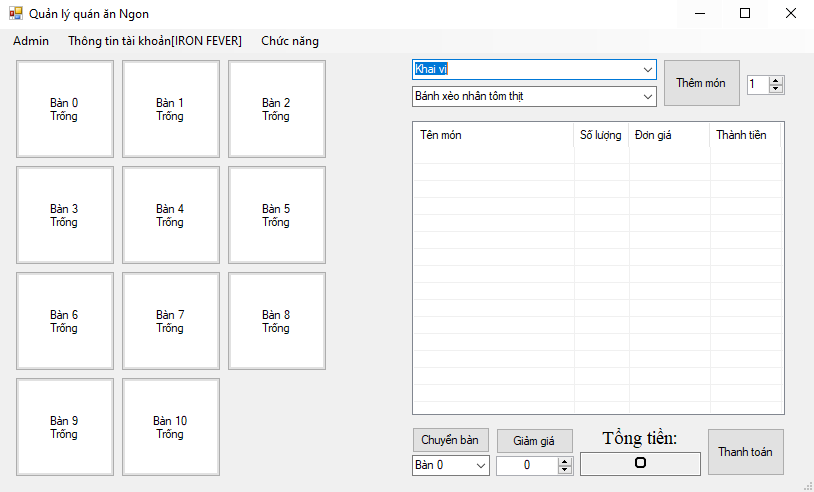 Quản lý quán ăn Ngon
Admin Thông tin tài khoản[IRON FEVER] Chức năng
Bàn 0
Trống
Bàn 1
Trống
Bàn 2
Trống
Bàn 3
Trống
Bàn 4
Trống
Bàn 5
Trống
Bàn 6
Trống
Bàn 7
Trống
Bàn 8
Trống
Bàn 9
Trống
Bàn 10
Trống
Khai vị
Bánh xèo nhân tôm thịt
Thêm món
1
Tên món Số lượng Đơn giá Thành tiền
Chuyển bàn
Bàn 0
Giảm giá
0
Tổng tiền:
0
Thanh toán